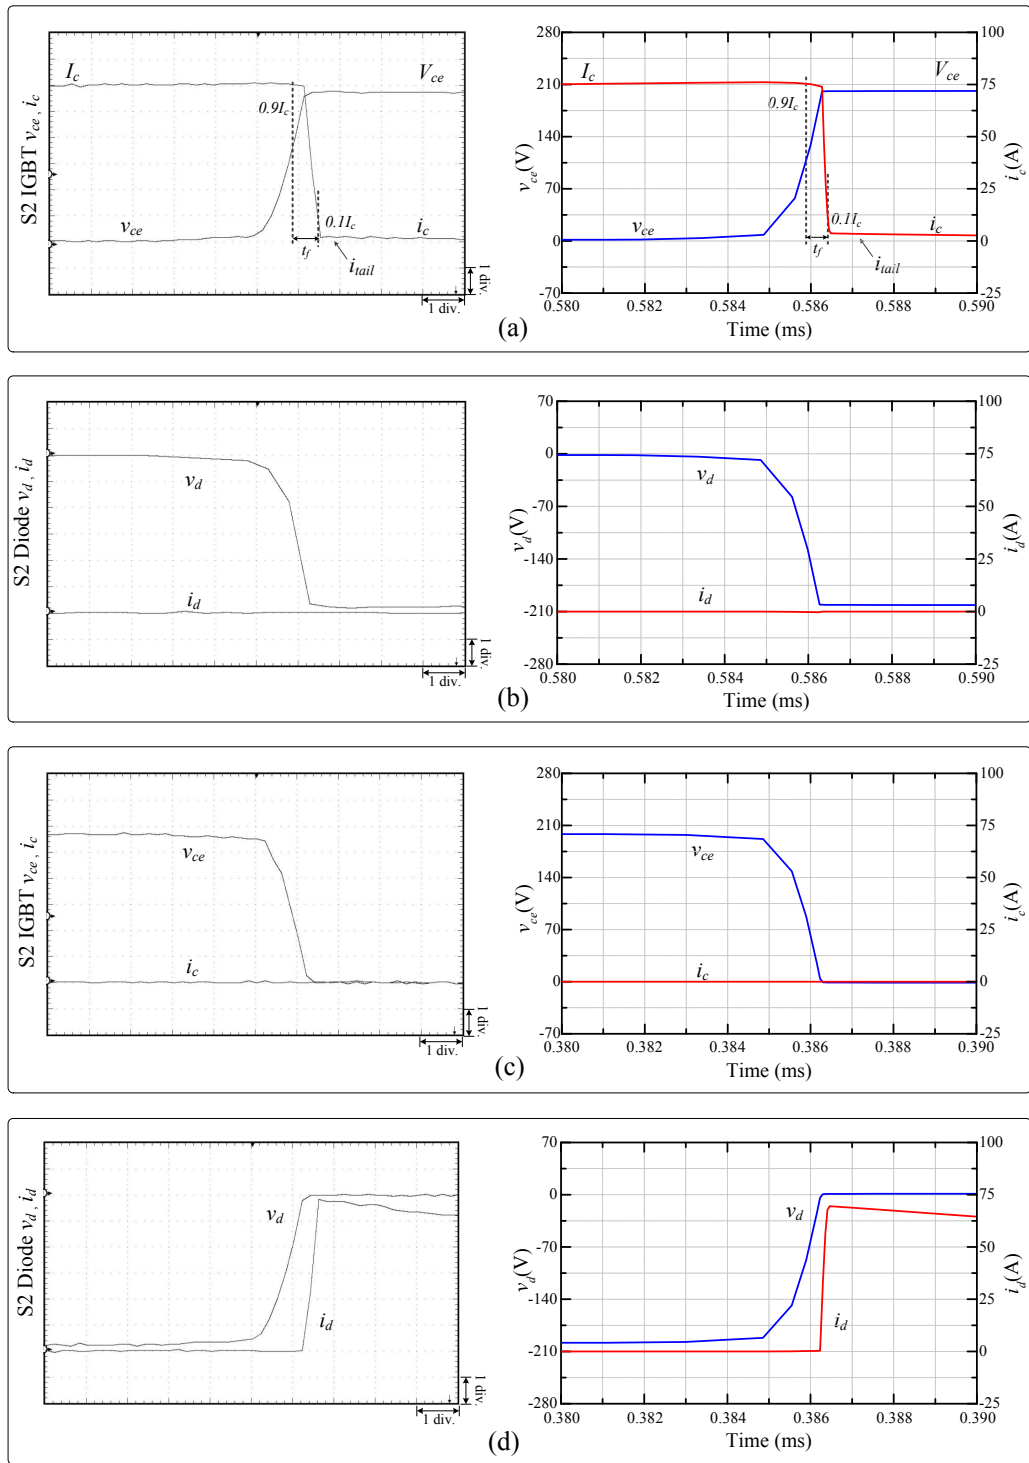 S2 IGBT v_ce , i_c
I_c
V_ce
0.9I_c
v_ce
0.1I_c
i_c
t_f
i_tail
1 div.
1 div.
280
210
140
70
0
-70
v_ce(V)
I_c
V_ce
0.9I_c
v_ce
0.1I_c
i_c
t_f
i_tail
100
75
50
25
0
-25
i_c(A)
0.580 0.582 0.584 0.586 0.588 0.590
Time (ms)
(a)
S2 Diode v_d , i_d
v_d
i_d
1 div.
1 div.
70
0
-70
-140
-210
-280
v_d(V)
v_d
i_d
100
75
50
25
0
-25
i_d(A)
0.580 0.582 0.584 0.586 0.588 0.590
Time (ms)
(b)
S2 IGBT v_ce , i_c
v_ce
i_c
1 div.
1 div.
280
210
140
70
0
-70
v_ce(V)
v_ce
i_c
100
75
50
25
0
-25
i_c(A)
0.380 0.382 0.384 0.386 0.388 0.390
Time (ms)
(c)
S2 Diode v_d , i_d
v_d
i_d
1 div.
1 div.
70
0
-70
-140
-210
-280
v_d(V)
v_d
i_d
100
75
50
25
0
-25
i_d(A)
0.380 0.382 0.384 0.386 0.388 0.390
Time (ms)
(d)